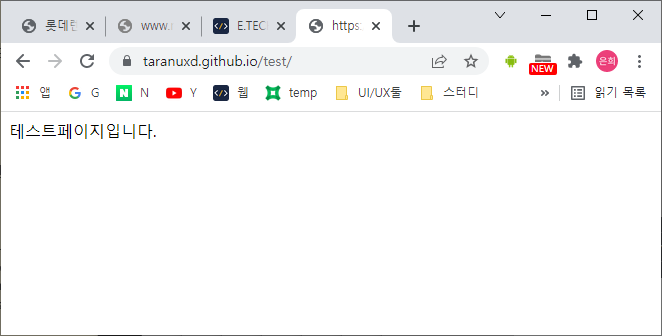 롯데렌
www.
E.TEC
https:
taranuxd.github.io/test/
NEW
은희
앱 G N Y 웹 temp UI/UX툴 스터디 » 읽기 목록
테스트페이지입니다.